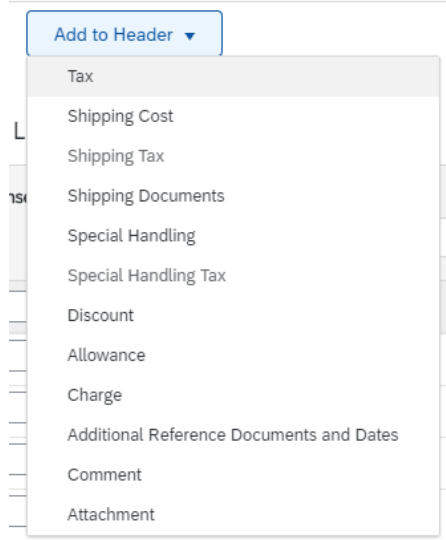 Add to Header
Tax
Shipping Cost
L
Shipping Tax
Shipping Documents
Special Handling
Special Handling Tax
Discount
Allowance
Charge
Additional Reference Documents and Dates
Comment
Attachment